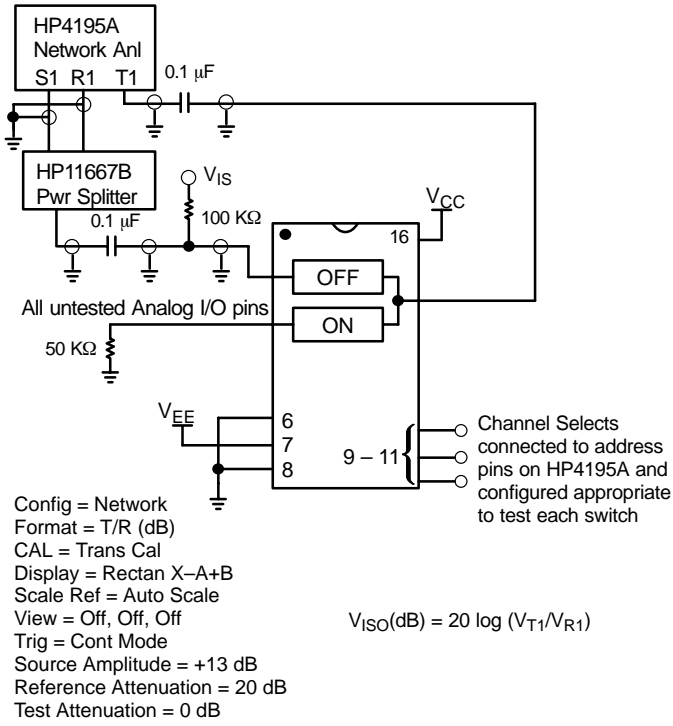 HP4195A
Network Anl
S1 R1 T1
0.1 μF
HP11667B
Pwr Splitter
V_IS
0.1 μF
100 KΩ
V_CC
16
OFF
All untested Analog I/O pins
ON
50 KΩ
V_EE
6
7
8
9 – 11
Channel Selects
connected to address
pins on HP4195A and
configured appropriate
to test each switch
Config = Network
Format = T/R (dB)
CAL = Trans Cal
Display = Rectan X–A+B
Scale Ref = Auto Scale
View = Off, Off, Off
Trig = Cont Mode
Source Amplitude = +13 dB
Reference Attenuation = 20 dB
Test Attenuation = 0 dB
V_ISO(dB) = 20 log (V_T1/V_R1)